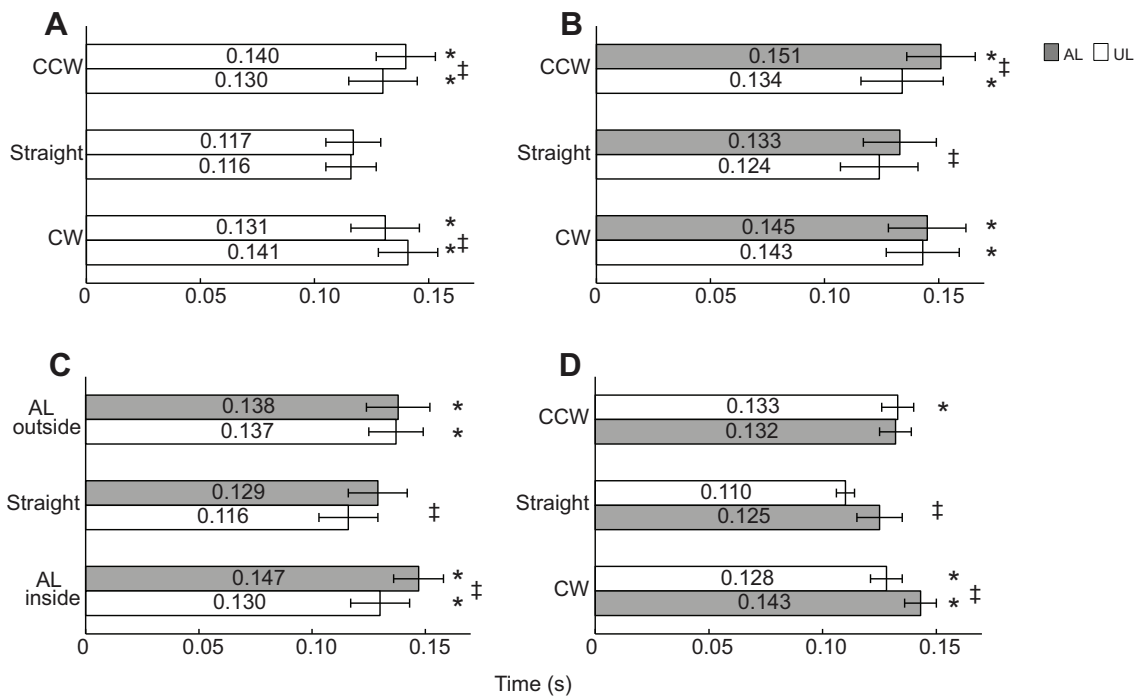 A
CCW
0.140 *
‡
0.130 *
Straight
0.117
0.116
CW
0.131 *
‡
0.141 *
0 0.05 0.10 0.15
B
AL UL
CCW
0.151 *
‡
0.134 *
Straight
0.133
‡
0.124
CW
0.145 *
0.143 *
0 0.05 0.10 0.15
C
AL
outside
0.138 *
0.137 *
Straight
0.129
‡
0.116
AL
inside
0.147 *
‡
0.130 *
0 0.05 0.10 0.15
D
CCW
0.133 *
0.132
Straight
0.110
‡
0.125
CW
0.128 *
‡
0.143 *
0 0.05 0.10 0.15
Time (s)